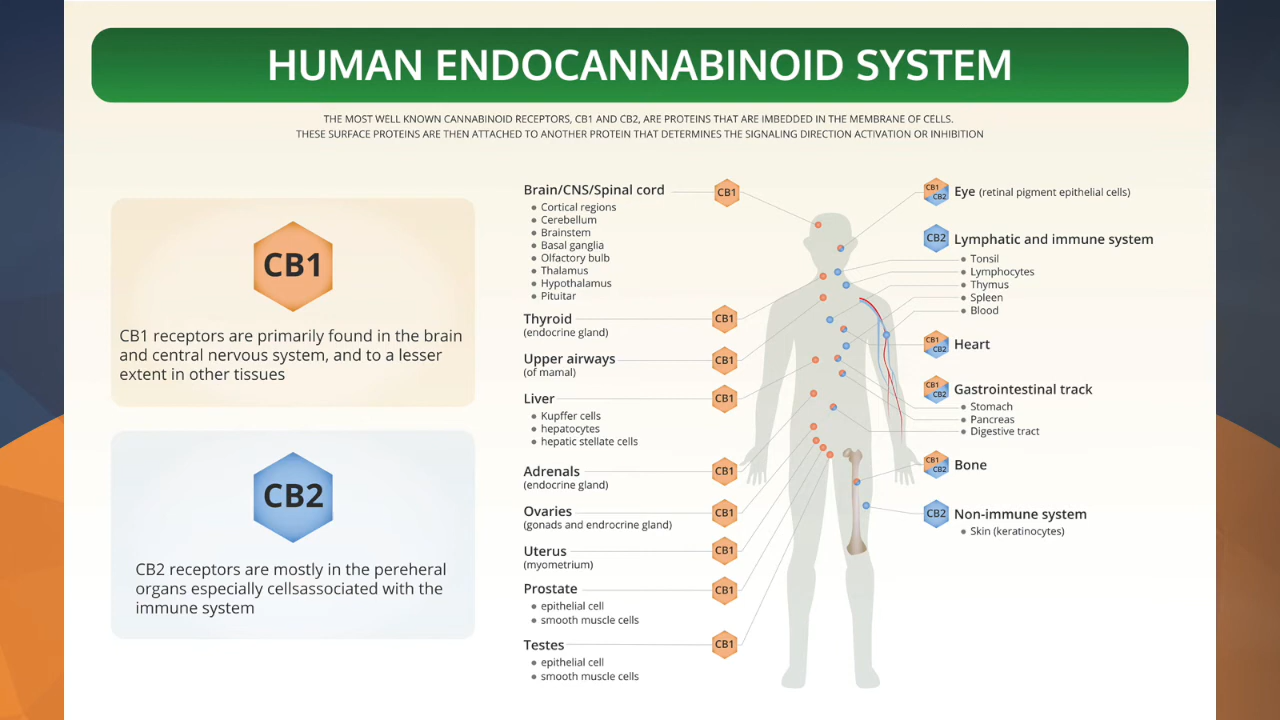 HUMAN ENDOCANNABINOID SYSTEM
THE MOST WELL KNOWN CANNABINOID RECEPTORS, CB1 AND CB2, ARE PROTEINS THAT ARE IMBEDDED IN THE MEMBRANE OF CELLS.
THESE SURFACE PROTEINS ARE THEN ATTACHED TO ANOTHER PROTEIN THAT DETERMINES THE SIGNALING DIRECTION ACTIVATION OR INHIBITION
CB1
CB1 receptors are primarily found in the brain
and central nervous system, and to a lesser
extent in other tissues
CB2
CB2 receptors are mostly in the pereheral
organs especially cellsassociated with the
immune system
Brain/CNS/Spinal cord
CB1
Cortical regions
Cerebellum
Brainstem
Basal ganglia
Olfactory bulb
Thalamus
Hypothalamus
Pituitar
Thyroid
(endocrine gland)
CB1
Upper airways
(of mamal)
CB1
Liver
CB1
Kupffer cells
hepatocytes
hepatic stellate cells
Adrenals
(endocrine gland)
CB1
Ovaries
(gonads and endrocrine gland)
CB1
Uterus
(myometrium)
CB1
Prostate
CB1
epithelial cell
smooth muscle cells
Testes
CB1
epithelial cell
smooth muscle cells
CB1
CB2
Eye (retinal pigment epithelial cells)
CB2
Lymphatic and immune system
Tonsil
Lymphocytes
Thymus
Spleen
Blood
CB1
CB2
Heart
CB1
CB2
Gastrointestinal track
Stomach
Pancreas
Digestive tract
CB1
CB2
Bone
CB2
Non-immune system
Skin (keratinocytes)